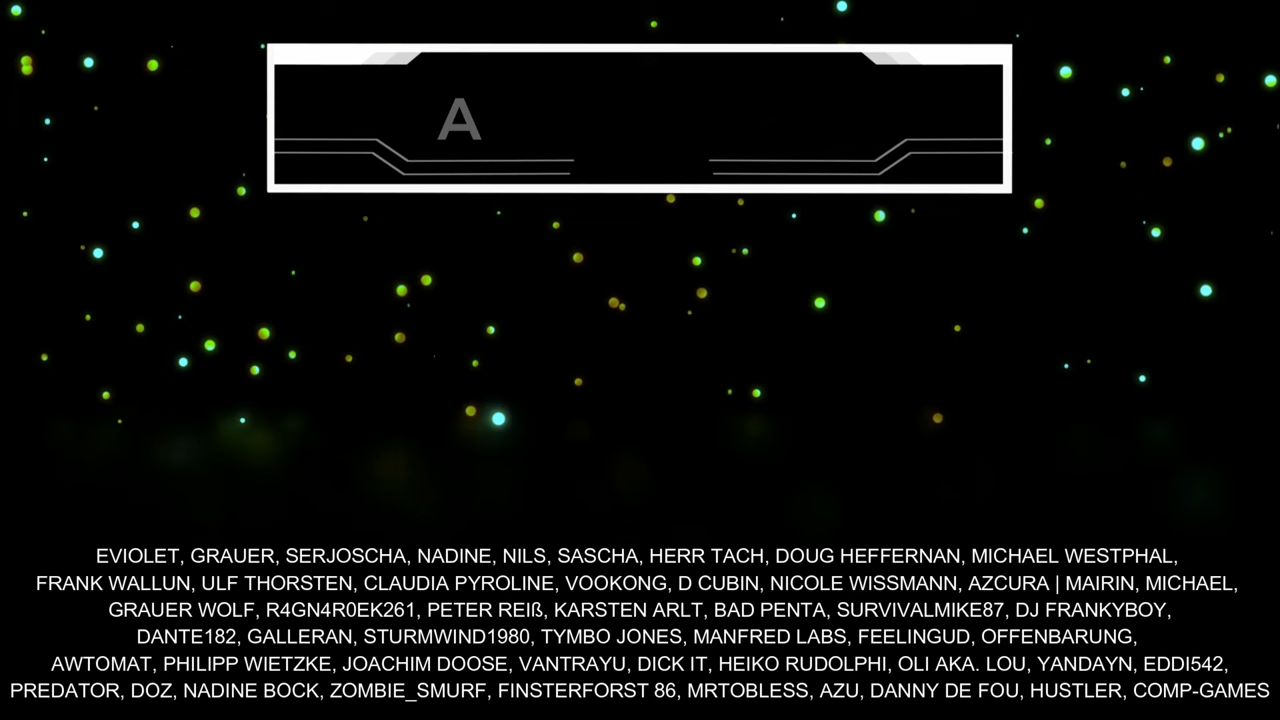 A
EVIOLET, GRAUER, SERJOSCHA, NADINE, NILS, SASCHA, HERR TACH, DOUG HEFFERNAN, MICHAEL WESTPHAL,
FRANK WALLUN, ULF THORSTEN, CLAUDIA PYROLINE, VOOKONG, D CUBIN, NICOLE WISSMANN, AZCURA | MAIRIN, MICHAEL,
GRAUER WOLF, R4GN4R0EK261, PETER REIß, KARSTEN ARLT, BAD PENTA, SURVIVALMIKE87, DJ FRANKYBOY,
DANTE182, GALLERAN, STURMWIND1980, TYMBO JONES, MANFRED LABS, FEELINGUD, OFFENBARUNG,
AWTOMAT, PHILIPP WIETZKE, JOACHIM DOOSE, VANTRAYU, DICK IT, HEIKO RUDOLPHI, OLI AKA. LOU, YANDAYN, EDDI542,
PREDATOR, DOZ, NADINE BOCK, ZOMBIE_SMURF, FINSTERFORST 86, MRTOBLESS, AZU, DANNY DE FOU, HUSTLER, COMP-GAMES